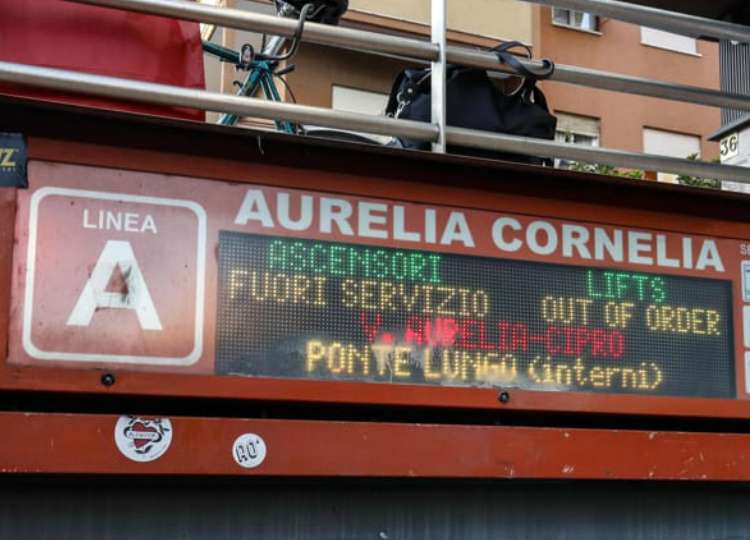 36
LINEA
A
AURELIA CORNELIA
ASCENSORI LIFTS
FUORI SERVIZIO OUT OF ORDER
V. AURELIA-CIPRO
PONTE LUNGO (interni)